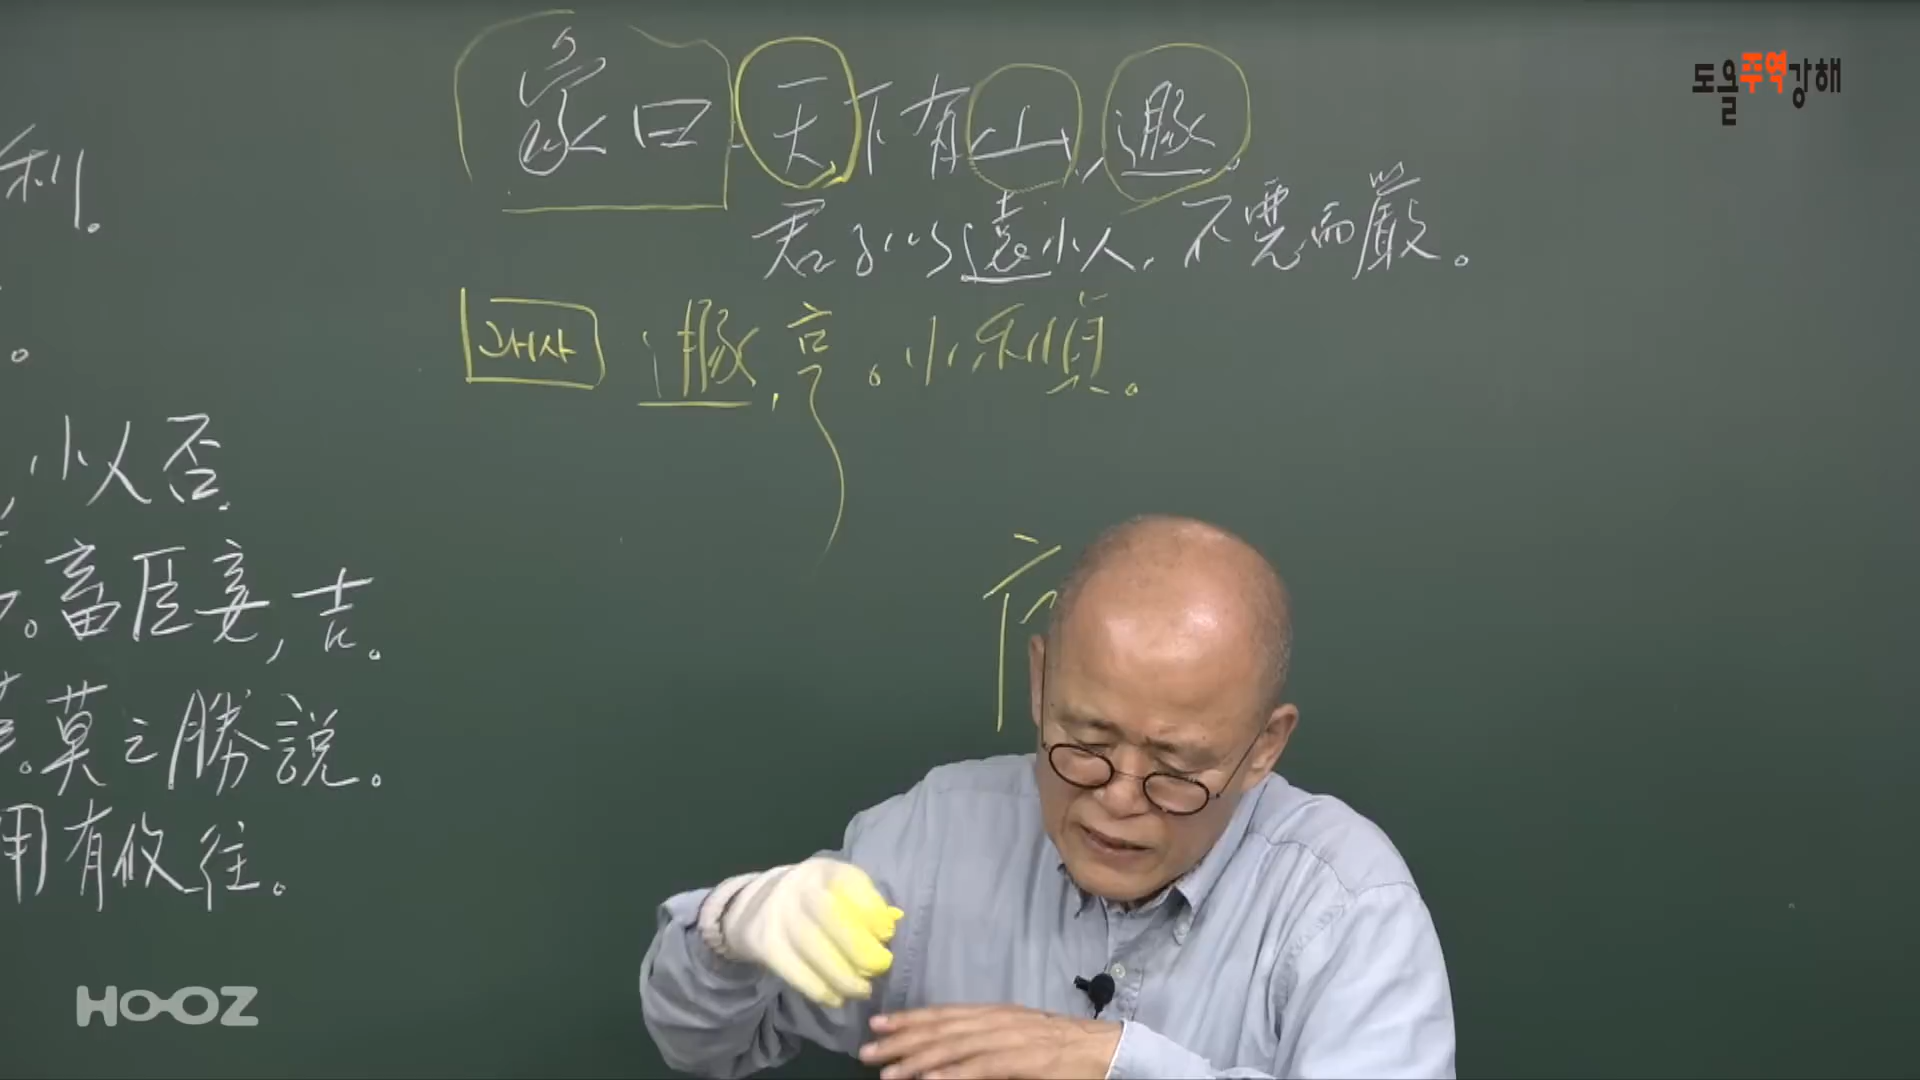 도올주역강해
象曰:天下有山,遯.
君子以遠小人,不惡而嚴。
괘사 遯,亨。小利貞。
利。
小人否.
畜臣妾,吉。
莫之勝說。
用有攸往。
HOOZ